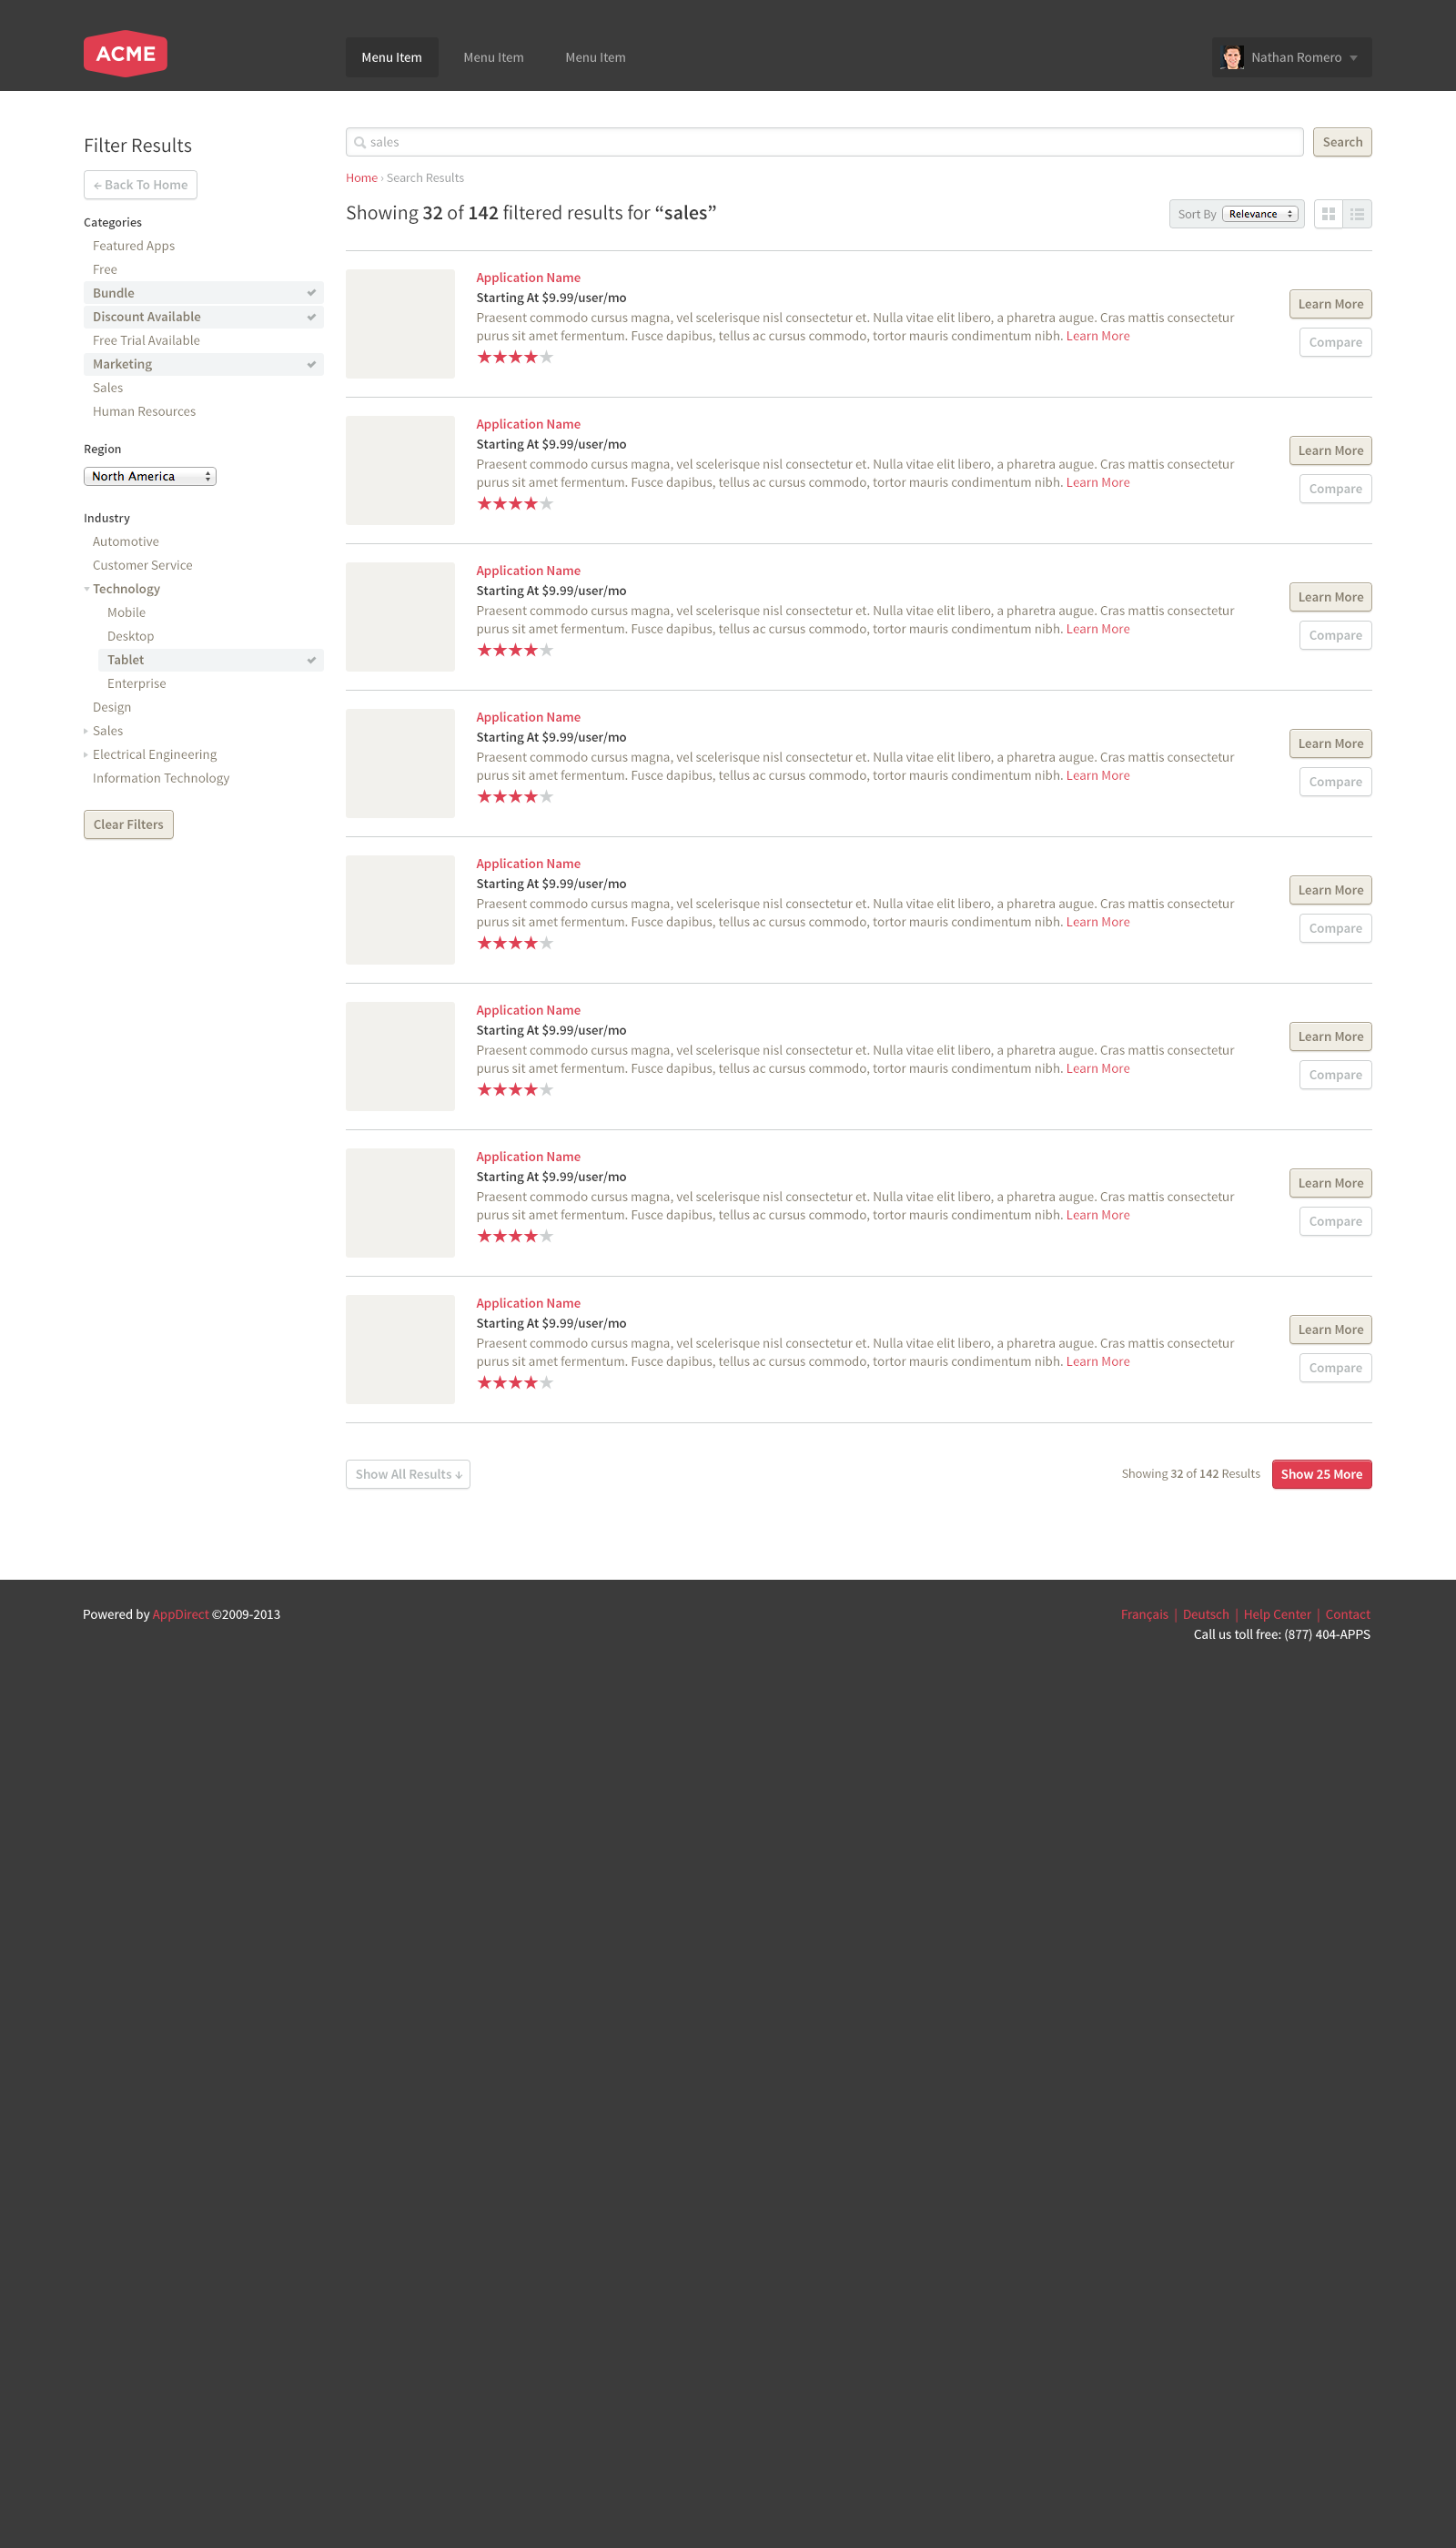 ACME
Menu Item
Menu Item
Menu Item
Nathan Romero
Filter Results
← Back To Home
Categories
Featured Apps
Free
Bundle
Discount Available
Free Trial Available
Marketing
Sales
Human Resources
Region
North America
Industry
Automotive
Customer Service
Technology
Mobile
Desktop
Tablet
Enterprise
Design
Sales
Electrical Engineering
Information Technology
Clear Filters
sales
Search
Home › Search Results
Showing 32 of 142 filtered results for “sales”
Sort By Relevance
Application Name
Starting At $9.99/user/mo
Praesent commodo cursus magna, vel scelerisque nisl consectetur et. Nulla vitae elit libero, a pharetra augue. Cras mattis consectetur
purus sit amet fermentum. Fusce dapibus, tellus ac cursus commodo, tortor mauris condimentum nibh. Learn More
Learn More
Compare
Application Name
Starting At $9.99/user/mo
Praesent commodo cursus magna, vel scelerisque nisl consectetur et. Nulla vitae elit libero, a pharetra augue. Cras mattis consectetur
purus sit amet fermentum. Fusce dapibus, tellus ac cursus commodo, tortor mauris condimentum nibh. Learn More
Learn More
Compare
Application Name
Starting At $9.99/user/mo
Praesent commodo cursus magna, vel scelerisque nisl consectetur et. Nulla vitae elit libero, a pharetra augue. Cras mattis consectetur
purus sit amet fermentum. Fusce dapibus, tellus ac cursus commodo, tortor mauris condimentum nibh. Learn More
Learn More
Compare
Application Name
Starting At $9.99/user/mo
Praesent commodo cursus magna, vel scelerisque nisl consectetur et. Nulla vitae elit libero, a pharetra augue. Cras mattis consectetur
purus sit amet fermentum. Fusce dapibus, tellus ac cursus commodo, tortor mauris condimentum nibh. Learn More
Learn More
Compare
Application Name
Starting At $9.99/user/mo
Praesent commodo cursus magna, vel scelerisque nisl consectetur et. Nulla vitae elit libero, a pharetra augue. Cras mattis consectetur
purus sit amet fermentum. Fusce dapibus, tellus ac cursus commodo, tortor mauris condimentum nibh. Learn More
Learn More
Compare
Application Name
Starting At $9.99/user/mo
Praesent commodo cursus magna, vel scelerisque nisl consectetur et. Nulla vitae elit libero, a pharetra augue. Cras mattis consectetur
purus sit amet fermentum. Fusce dapibus, tellus ac cursus commodo, tortor mauris condimentum nibh. Learn More
Learn More
Compare
Application Name
Starting At $9.99/user/mo
Praesent commodo cursus magna, vel scelerisque nisl consectetur et. Nulla vitae elit libero, a pharetra augue. Cras mattis consectetur
purus sit amet fermentum. Fusce dapibus, tellus ac cursus commodo, tortor mauris condimentum nibh. Learn More
Learn More
Compare
Application Name
Starting At $9.99/user/mo
Praesent commodo cursus magna, vel scelerisque nisl consectetur et. Nulla vitae elit libero, a pharetra augue. Cras mattis consectetur
purus sit amet fermentum. Fusce dapibus, tellus ac cursus commodo, tortor mauris condimentum nibh. Learn More
Learn More
Compare
Show All Results ↓
Showing 32 of 142 Results
Show 25 More
Powered by AppDirect ©2009-2013
Français | Deutsch | Help Center | Contact
Call us toll free: (877) 404-APPS